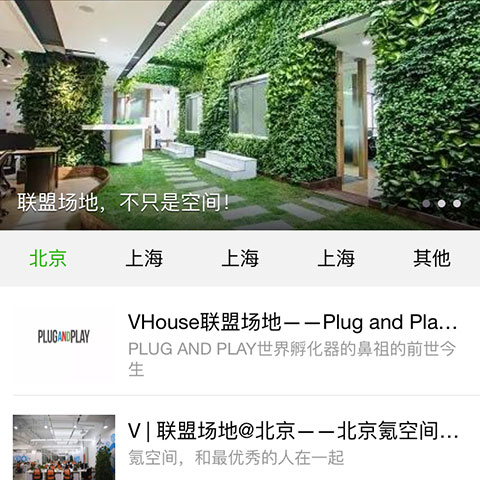 联盟场地，不只是空间！
北京 上海 上海 上海 其他
PLUGANDPLAY
VHouse联盟场地——Plug and Pla...
PLUG AND PLAY世界孵化器的鼻祖的前世今
生
V | 联盟场地@北京——北京氪空间...
氪空间，和最优秀的人在一起